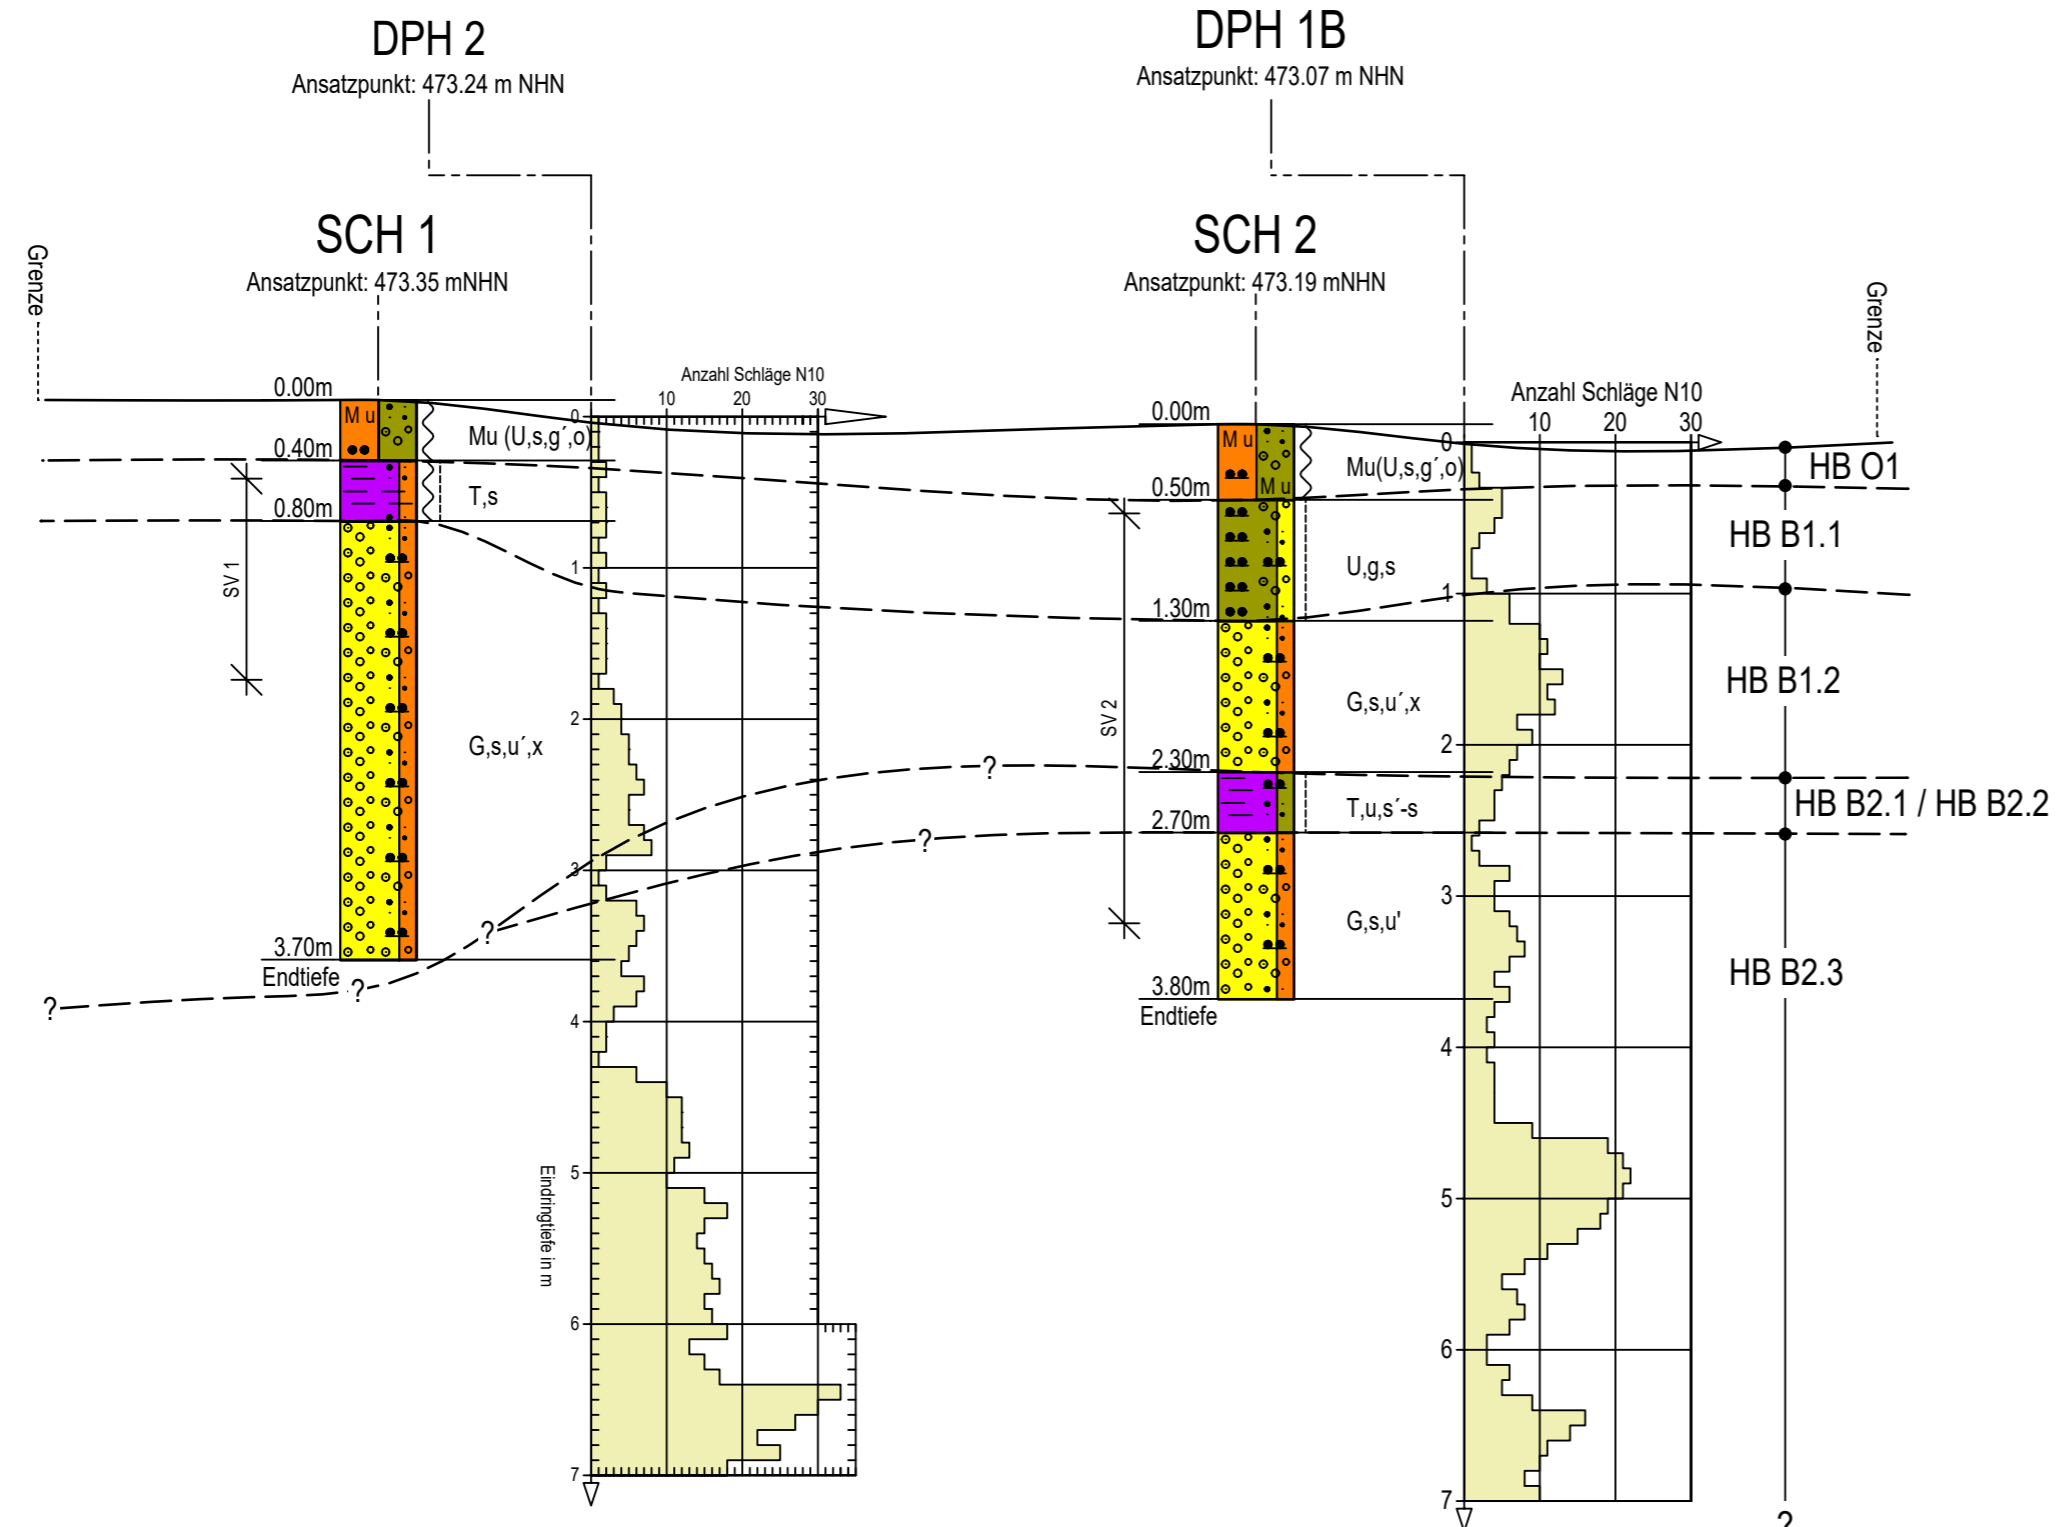 DPH 2
Ansatzpunkt: 473.24 m NHN
DPH 1B
Ansatzpunkt: 473.07 m NHN
SCH 1
Ansatzpunkt: 473.35 mNHN
SCH 2
Ansatzpunkt: 473.19 mNHN
Grenze
Grenze
0.00m
M u
0.40m
0.80m
3.70m
Endtiefe
SV 1
Mu (U,s,g´,o)
T,s
G,s,u´,x
Anzahl Schläge N10
10 20 30
0
1
2
3
4
5
6
7
Eindringtiefe in m
?
?
?
?
?
0.00m
M u
0.50m
M u
1.30m
2.30m
2.70m
3.80m
Endtiefe
SV 2
Mu(U,s,g´,o)
U,g,s
G,s,u´,x
T,u,s´-s
G,s,u'
Anzahl Schläge N10
10 20 30
0
1
2
3
4
5
6
7
HB O1
HB B1.1
HB B1.2
HB B2.1 / HB B2.2
HB B2.3
?